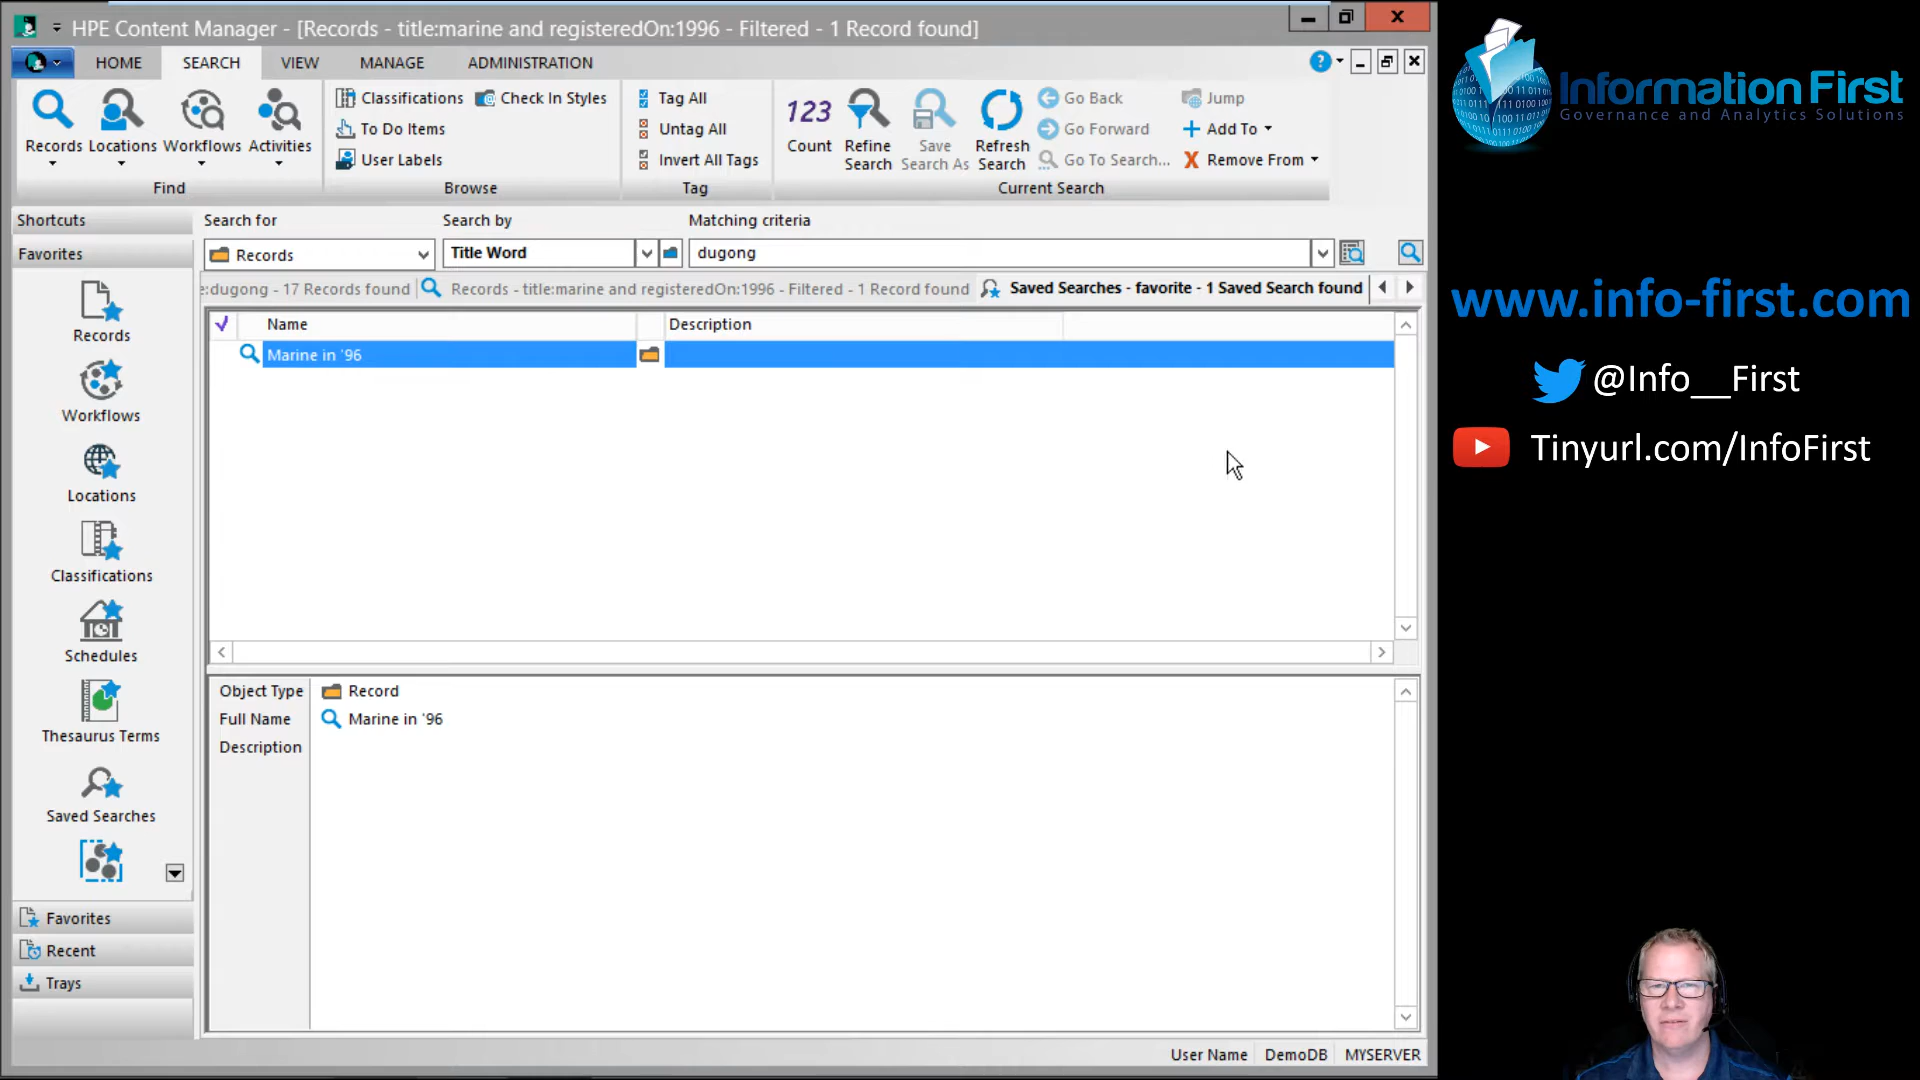 HPE Content Manager - [Records - title:marine and registeredOn:1996 - Filtered - 1 Record found]
HOME SEARCH VIEW MANAGE ADMINISTRATION
Records Locations Workflows Activities
Find
Classifications Check In Styles
To Do Items
User Labels
Browse
Tag All
Untag All
Invert All Tags
Tag
123
Count
Refine Search
Save Search As
Refresh Search
Go Back
Go Forward
Go To Search...
Jump
Add To
Remove From
Current Search
Shortcuts
Search for Search by Matching criteria
Favorites
Records Title Word dugong
e:dugong - 17 Records found Records - title:marine and registeredOn:1996 - Filtered - 1 Record found Saved Searches - favorite - 1 Saved Search found
Name Description
Marine in '96
Records
Workflows
Locations
Classifications
Schedules
Thesaurus Terms
Saved Searches
Favorites
Recent
Trays
Object Type Record
Full Name Marine in '96
Description
User Name DemoDB MYSERVER
Information First
Governance and Analytics Solutions
www.info-first.com
@Info__First
Tinyurl.com/InfoFirst